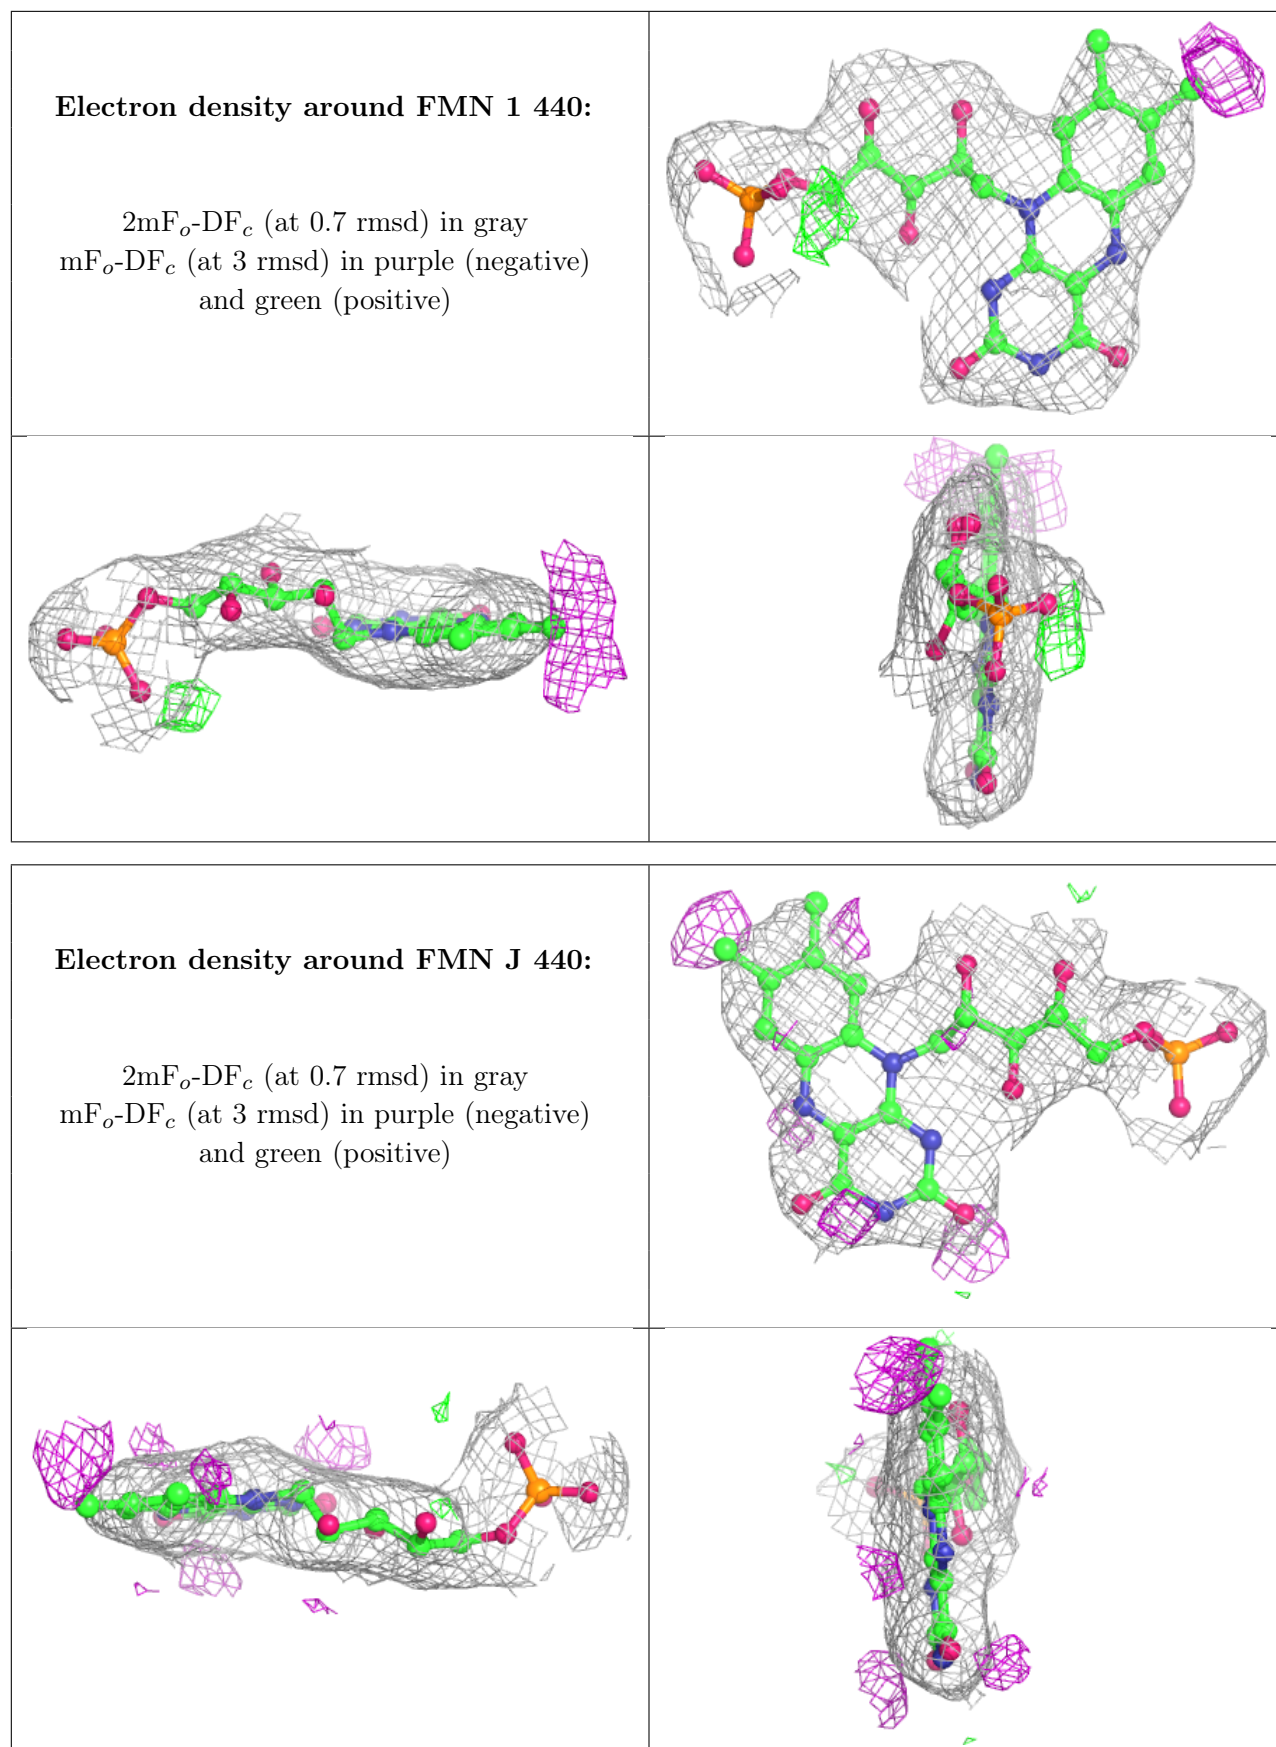 Electron density around FMN 1 440:
2mFₒ-DF𝑐 (at 0.7 rmsd) in gray
mFₒ-DF𝑐 (at 3 rmsd) in purple (negative)
and green (positive)
Electron density around FMN J 440:
2mFₒ-DF𝑐 (at 0.7 rmsd) in gray
mFₒ-DF𝑐 (at 3 rmsd) in purple (negative)
and green (positive)